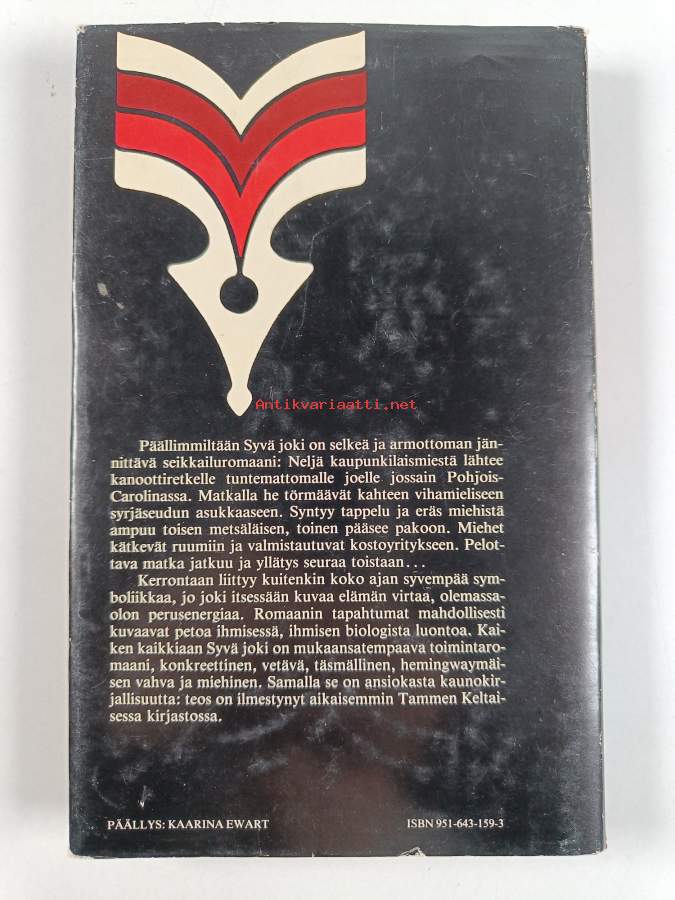 Antikvariaatti.net
Päällimmiltään Syvä joki on selkeä ja armottoman jän-
nittävä seikkailuromaani: Neljä kaupunkilaismiestä lähtee
kanoottiretkelle tuntemattomalle joelle jossain Pohjois-
Carolinassa. Matkalla he törmäävät kahteen vihamieliseen
syrjäseudun asukkaaseen. Syntyy tappelu ja eräs miehistä
ampuu toisen metsäläisen, toinen pääsee pakoon. Miehet
kätkevät ruumiin ja valmistautuvat kostoyritykseen. Pelot-
tava matka jatkuu ja yllätys seuraa toistaan...
Kerrontaan liittyy kuitenkin koko ajan syvempää sym-
boliikkaa, jo joki itsessään kuvaa elämän virtaa, olemassa-
olon perusenergiaa. Romaanin tapahtumat mahdollisesti
kuvaavat petoa ihmisessä, ihmisen biologista luontoa. Kai-
ken kaikkiaan Syvä joki on mukaansatempaava toimintaro-
maani, konkreettinen, vetävä, täsmällinen, hemingwaymäi-
sen vahva ja miehinen. Samalla se on ansiokasta kaunokir-
jallisuutta: teos on ilmestynyt aikaisemmin Tammen Keltai-
sessa kirjastossa.
PÄÄLLYS: KAARINA EWART
ISBN 951-643-159-3